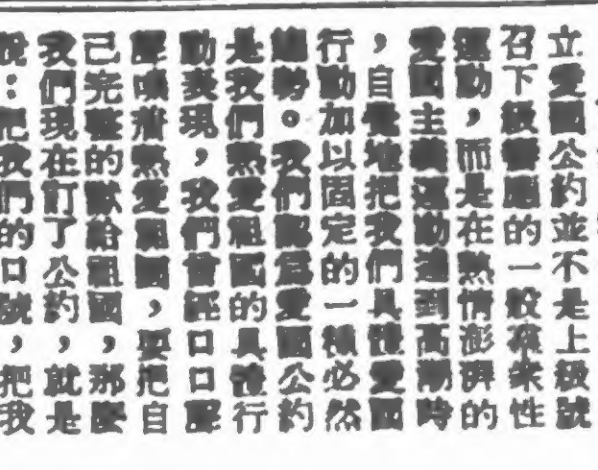 立愛國公約並不是上級號
召下級響應的一般羣衆性
運動,而是在熱情澎湃的
愛國主義運動達到高潮時
,自覺地把我們具體愛國
行動加以固定的一種必然
趨勢。我們認爲愛國公約
是我們熱愛祖國的具體行
動表現,我們曾經口口聲
聲喊着熱愛祖國,要把自
己完整的獻給祖國,那麼
我們現在訂了公約,就是
說:把我們的口號,把我